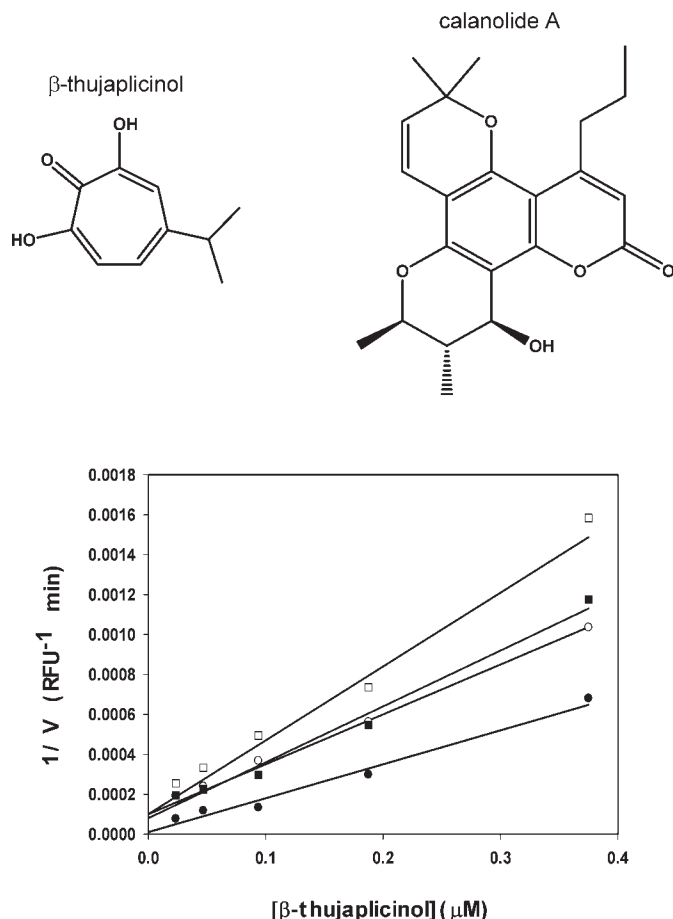 calanolide A
β-thujaplicinol
OH
O
HO
O
O
O
O
OH
1/ V (RFU⁻¹ min)
0.0018
0.0016
0.0014
0.0012
0.0010
0.0008
0.0006
0.0004
0.0002
0.0000
0.0
0.1
0.2
0.3
0.4
[β-thujaplicinol] (μM)